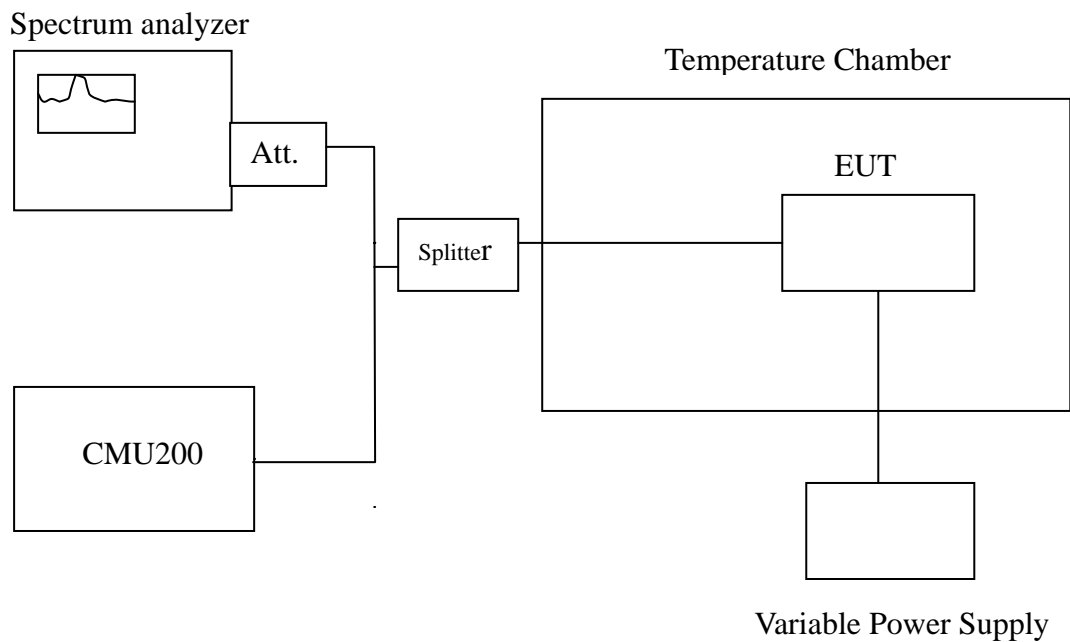 Spectrum analyzer
Temperature Chamber
Att.
EUT
Splitter
CMU200
Variable Power Supply